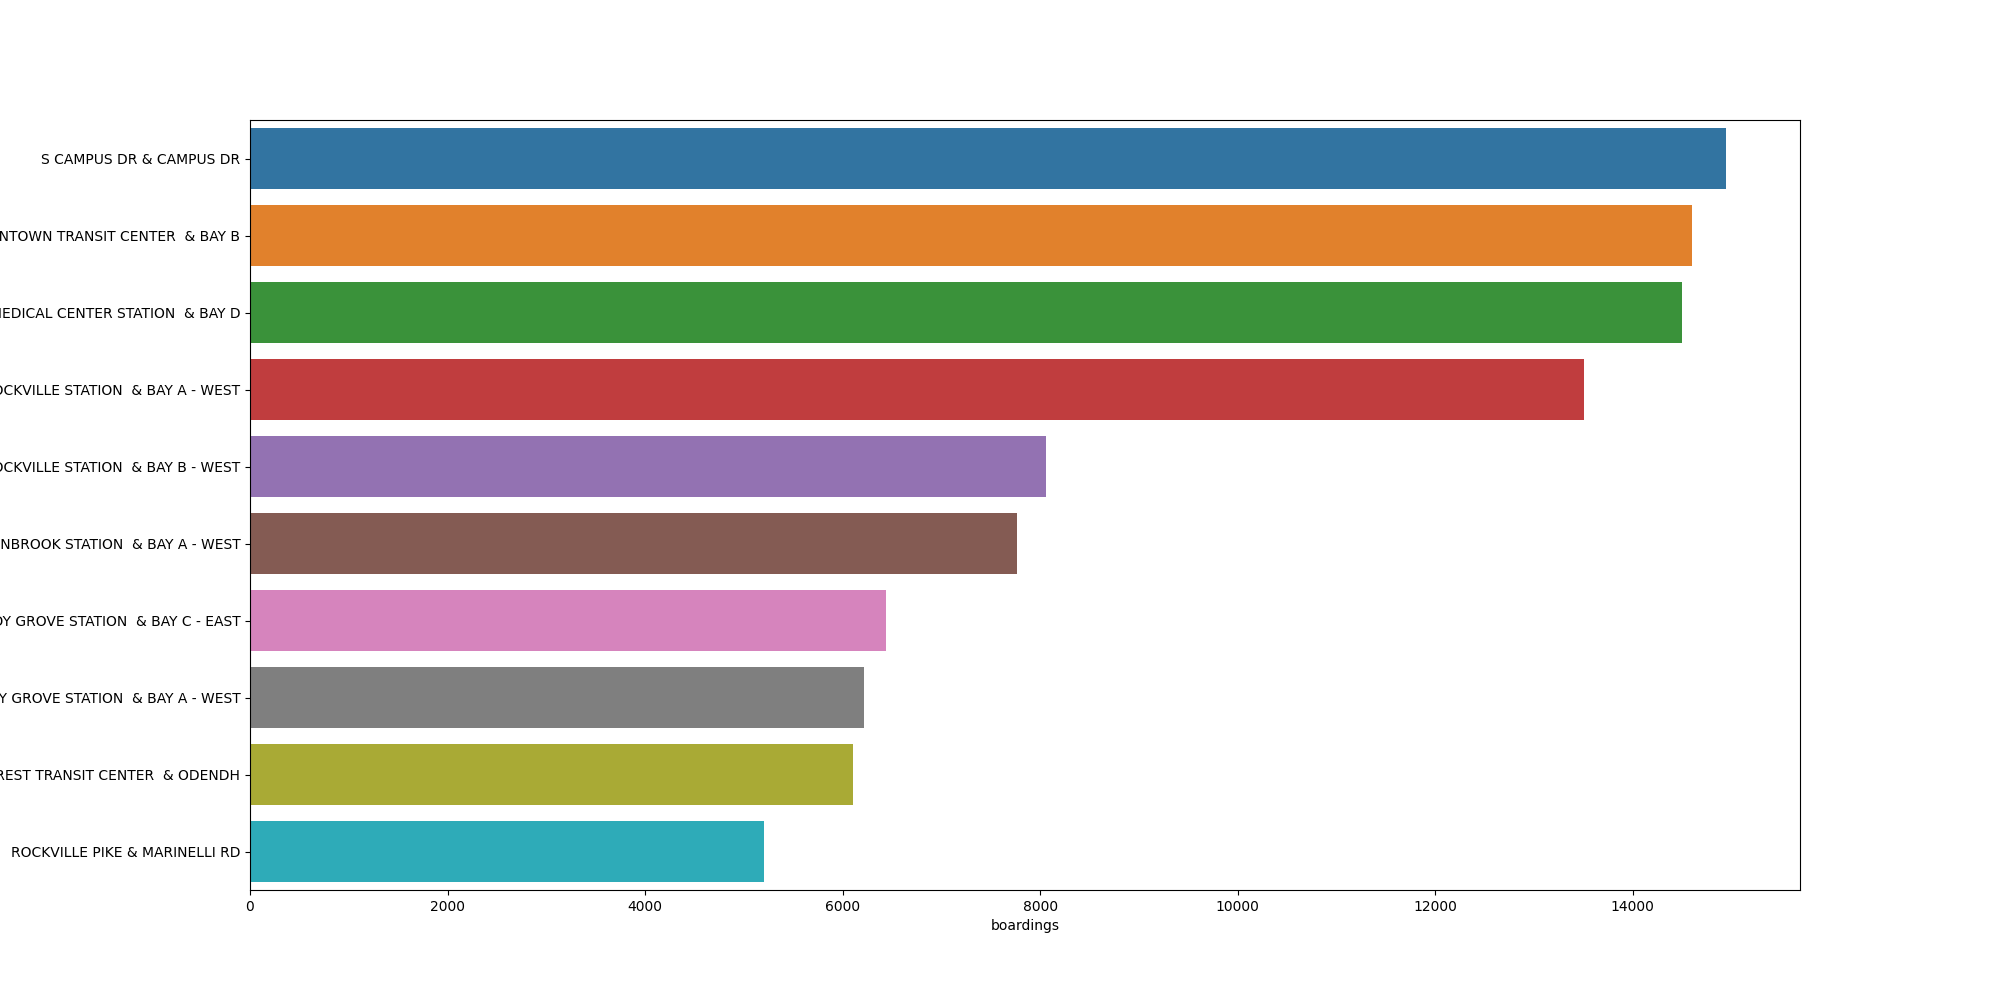 S CAMPUS DR & CAMPUS DR
NTOWN TRANSIT CENTER  & BAY B
EDICAL CENTER STATION  & BAY D
OCKVILLE STATION  & BAY A - WEST
OCKVILLE STATION  & BAY B - WEST
NBROOK STATION  & BAY A - WEST
DY GROVE STATION  & BAY C - EAST
Y GROVE STATION  & BAY A - WEST
REST TRANSIT CENTER  & ODENDH
ROCKVILLE PIKE & MARINELLI RD
0 2000 4000 6000 8000 10000 12000 14000
boardings